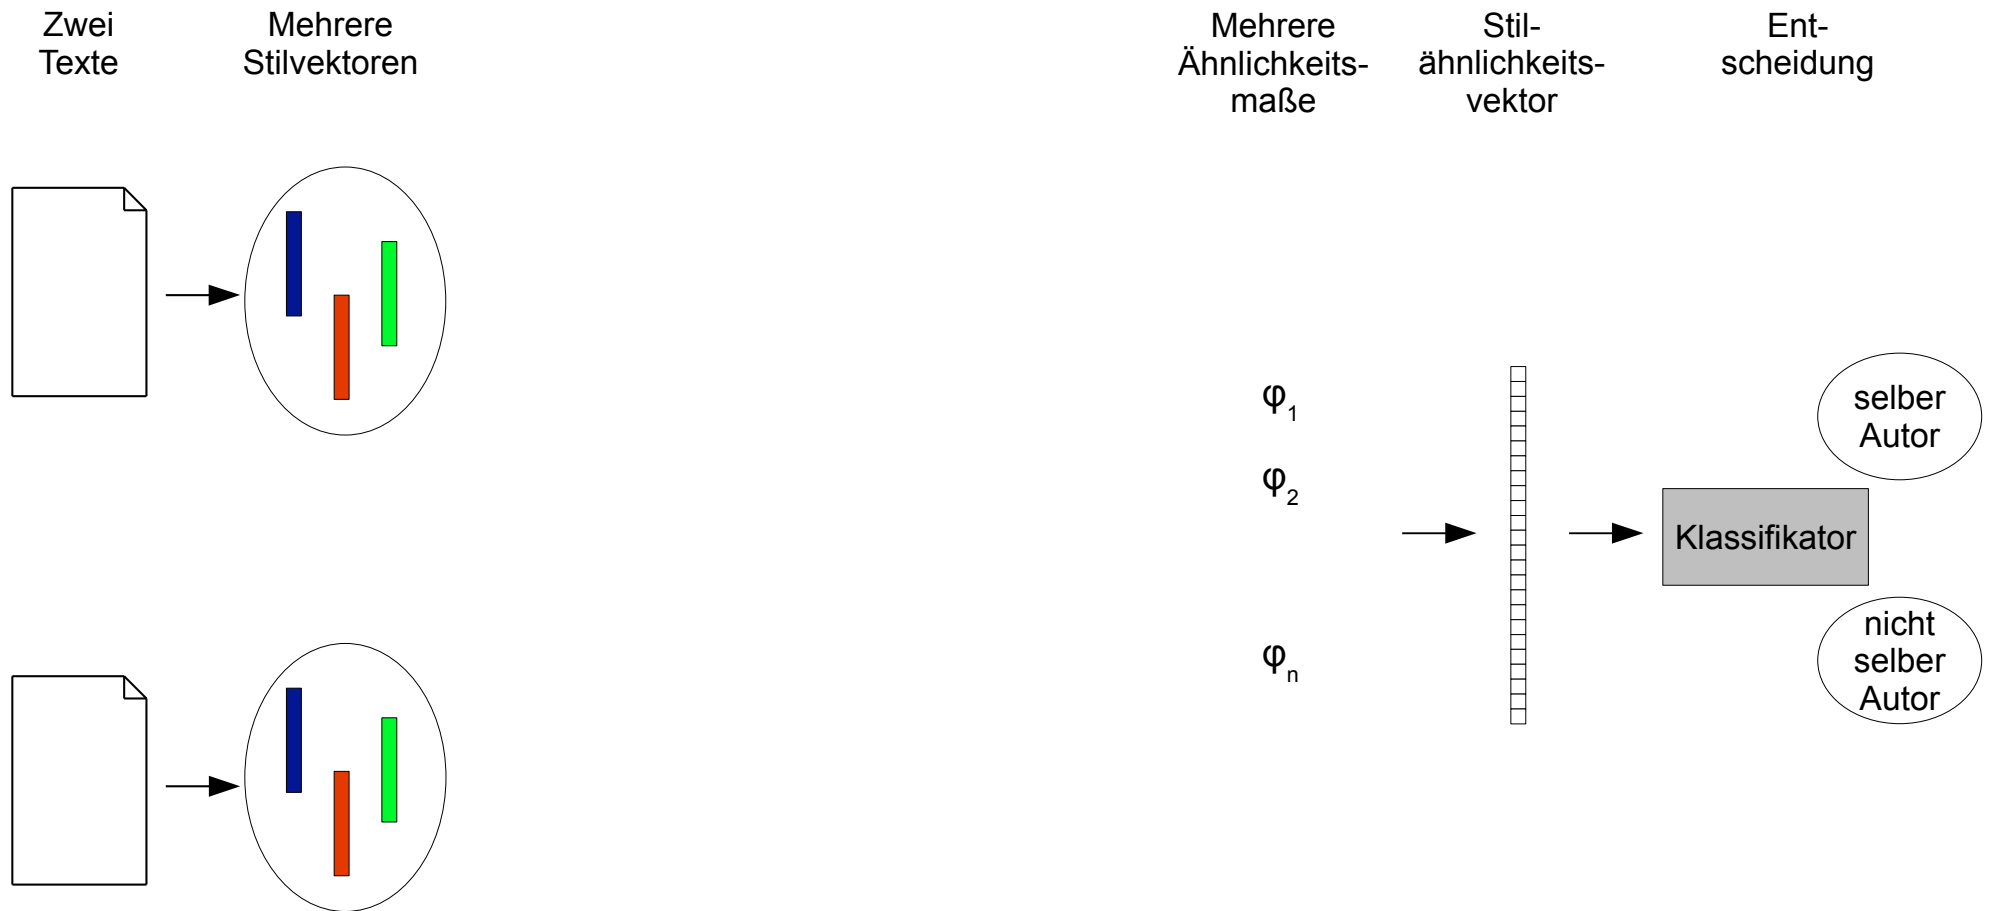 Zwei
Texte
Mehrere
Stilvektoren
Mehrere
Ähnlichkeits-
maße
Stil-
ähnlichkeits-
vektor
Ent-
scheidung
φ1
φ2
φn
Klassifikator
selber
Autor
nicht
selber
Autor